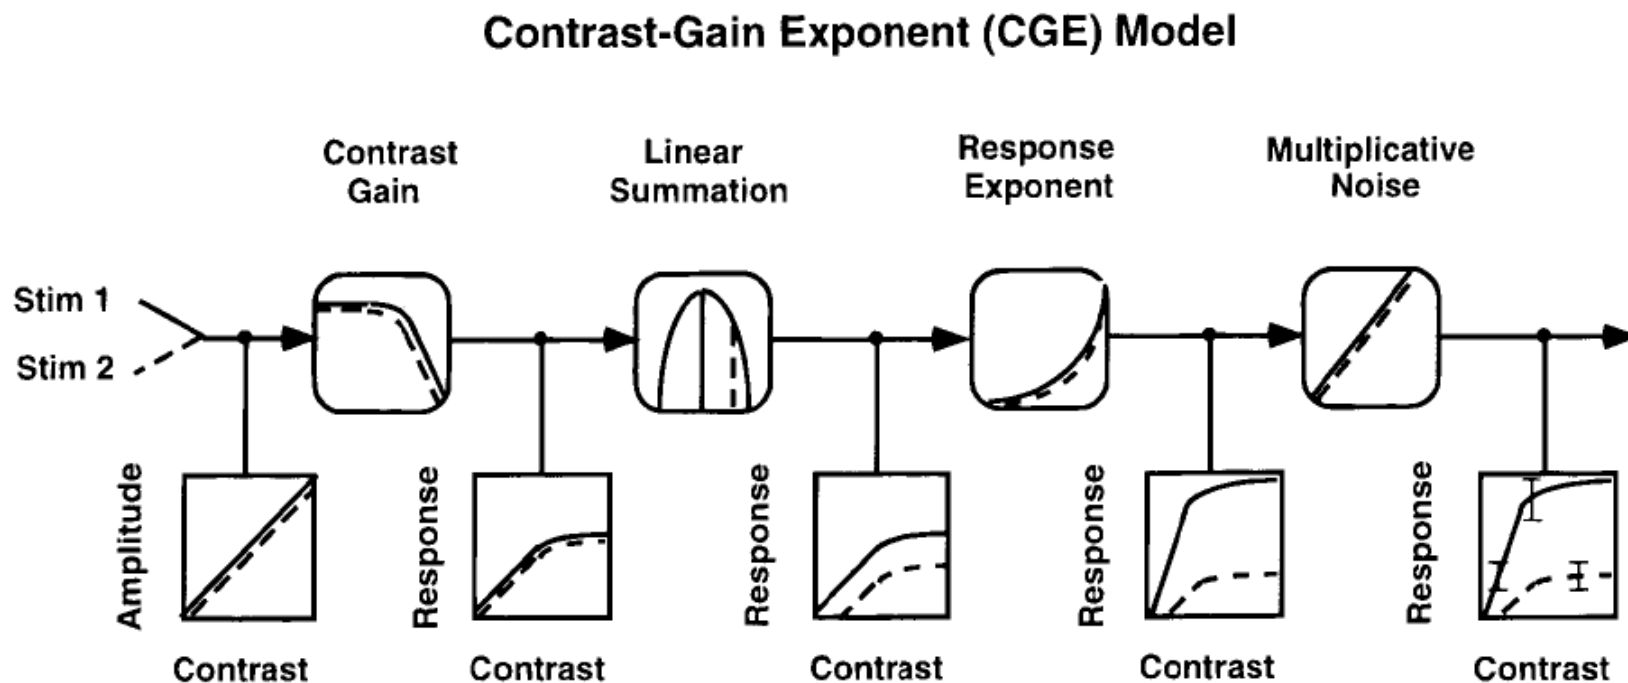 Contrast-Gain Exponent (CGE) Model
Contrast
Gain
Linear
Summation
Response
Exponent
Multiplicative
Noise
Stim 1
Stim 2
Amplitude
Contrast
Response
Contrast
Response
Contrast
Response
Contrast
Response
Contrast